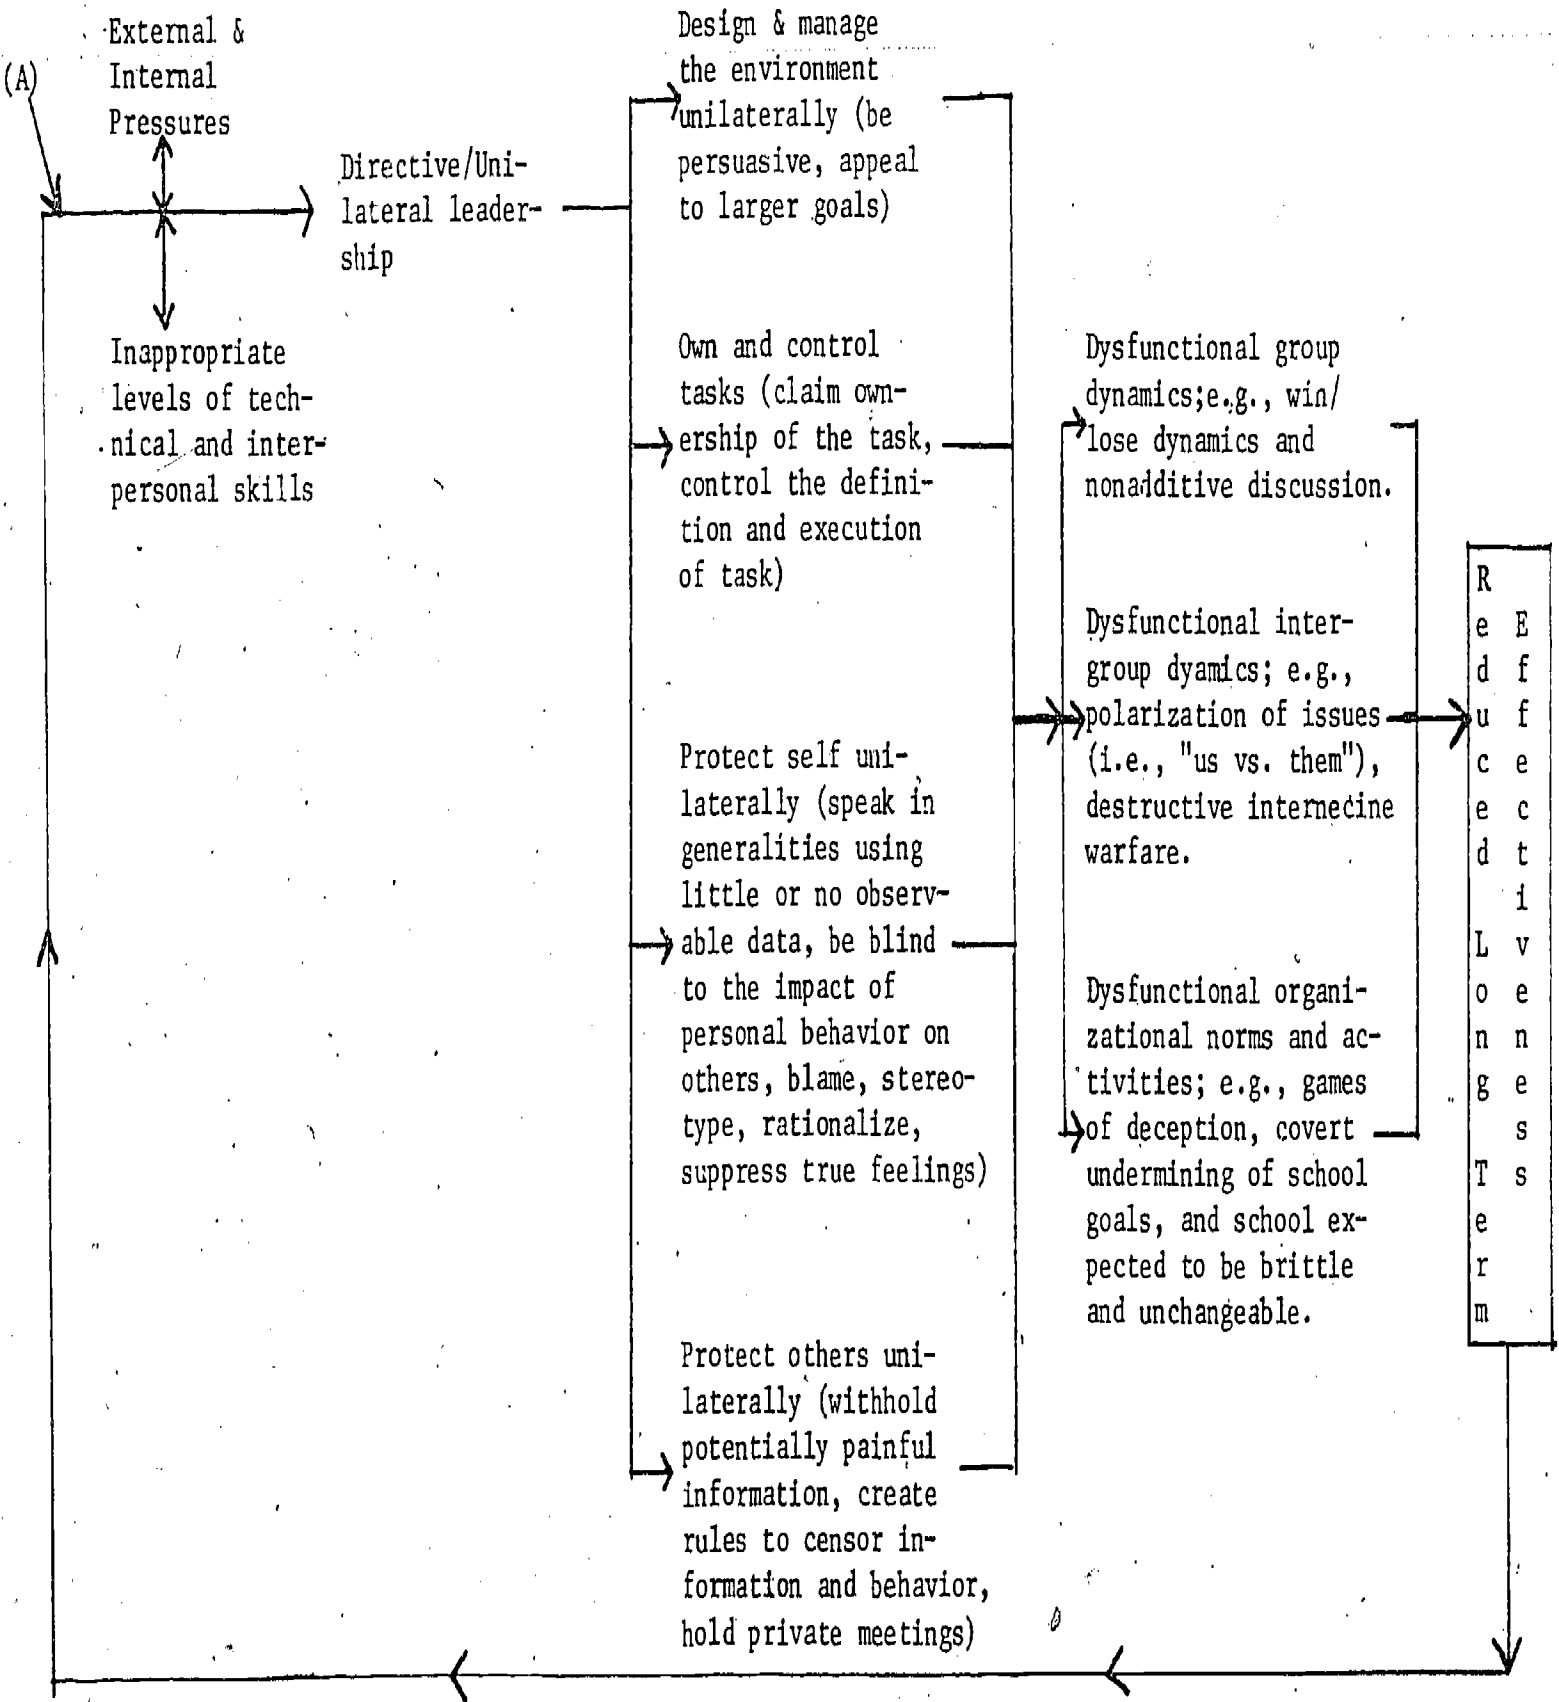 (A)
External &
Internal
Pressures
Inappropriate
levels of tech-
nical and inter-
personal skills
Directive/Uni-
lateral leader-
ship
Design & manage
the environment
unilaterally (be
persuasive, appeal
to larger goals)
Own and control
tasks (claim own-
ership of the task,
control the defini-
tion and execution
of task)
Protect self uni-
laterally (speak in
generalities using
little or no observ-
able data, be blind
to the impact of
personal behavior on
others, blame, stereo-
type, rationalize,
suppress true feelings)
Protect others uni-
laterally (withhold
potentially painful
information, create
rules to censor in-
formation and behavior,
hold private meetings)
Dysfunctional group
dynamics;e.g., win/
lose dynamics and
nonadditive discussion.
Dysfunctional inter-
group dyamics; e.g.,
polarization of issues
(i.e., "us vs. them"),
destructive internecine
warfare.
Dysfunctional organi-
zational norms and ac-
tivities; e.g., games
of deception, covert
undermining of school
goals, and school ex-
pected to be brittle
and unchangeable.
Reduced Long Term
Effectiveness